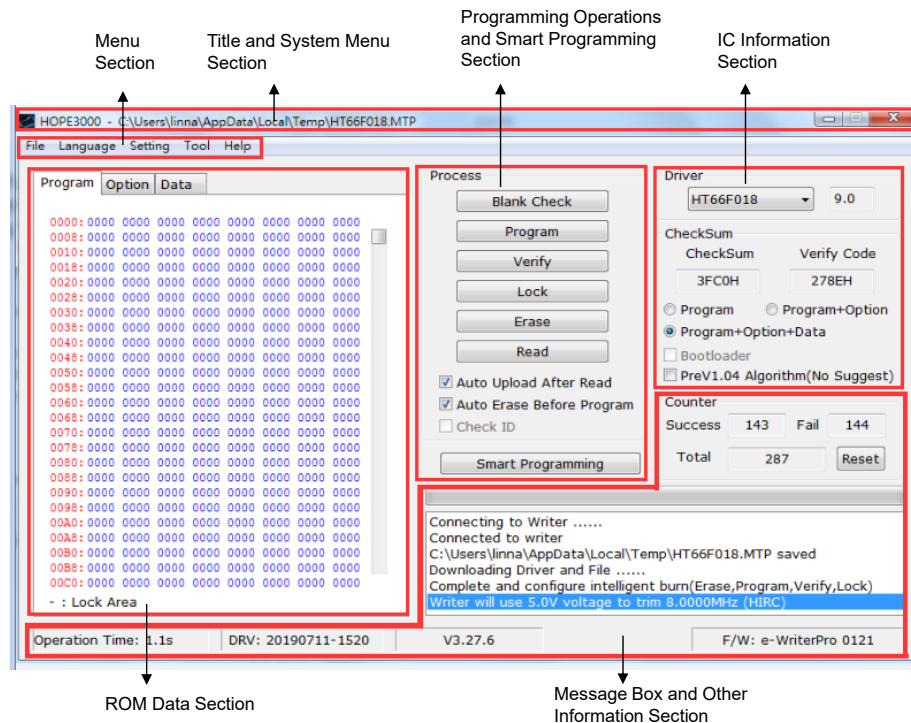 Menu
Section
Title and System Menu
Section
Programming Operations
and Smart Programming
Section
IC Information
Section
HOPE3000 - C:\Users\linna\AppData\Local\Temp\HT66F018.MTP
File Language Setting Tool Help
Program Option Data
0000: 0000 0000 0000 0000 0000 0000 0000 0000
0008: 0000 0000 0000 0000 0000 0000 0000 0000
0010: 0000 0000 0000 0000 0000 0000 0000 0000
0018: 0000 0000 0000 0000 0000 0000 0000 0000
0020: 0000 0000 0000 0000 0000 0000 0000 0000
0028: 0000 0000 0000 0000 0000 0000 0000 0000
0030: 0000 0000 0000 0000 0000 0000 0000 0000
0038: 0000 0000 0000 0000 0000 0000 0000 0000
0040: 0000 0000 0000 0000 0000 0000 0000 0000
0048: 0000 0000 0000 0000 0000 0000 0000 0000
0050: 0000 0000 0000 0000 0000 0000 0000 0000
0058: 0000 0000 0000 0000 0000 0000 0000 0000
0060: 0000 0000 0000 0000 0000 0000 0000 0000
0068: 0000 0000 0000 0000 0000 0000 0000 0000
0070: 0000 0000 0000 0000 0000 0000 0000 0000
0078: 0000 0000 0000 0000 0000 0000 0000 0000
0080: 0000 0000 0000 0000 0000 0000 0000 0000
0088: 0000 0000 0000 0000 0000 0000 0000 0000
0090: 0000 0000 0000 0000 0000 0000 0000 0000
0098: 0000 0000 0000 0000 0000 0000 0000 0000
00A0: 0000 0000 0000 0000 0000 0000 0000 0000
00A8: 0000 0000 0000 0000 0000 0000 0000 0000
00B0: 0000 0000 0000 0000 0000 0000 0000 0000
00B8: 0000 0000 0000 0000 0000 0000 0000 0000
00C0: 0000 0000 0000 0000 0000 0000 0000 0000
- : Lock Area
Process
Blank Check
Program
Verify
Lock
Erase
Read
Auto Upload After Read
Auto Erase Before Program
Check ID
Smart Programming
Driver
HT66F018 9.0
CheckSum
CheckSum Verify Code
3FC0H 278EH
Program Program+Option
Program+Option+Data
Bootloader
PreV1.04 Algorithm(No Suggest)
Counter
Success 143 Fail 144
Total 287 Reset
Connecting to Writer ......
Connected to writer
C:\Users\linna\AppData\Local\Temp\HT66F018.MTP saved
Downloading Driver and File ......
Complete and configure intelligent burn(Erase,Program,Verify,Lock)
Writer will use 5.0V voltage to trim 8.0000MHz (HIRC)
Operation Time: 1.1s DRV: 20190711-1520 V3.27.6 F/W: e-WriterPro 0121
ROM Data Section
Message Box and Other
Information Section